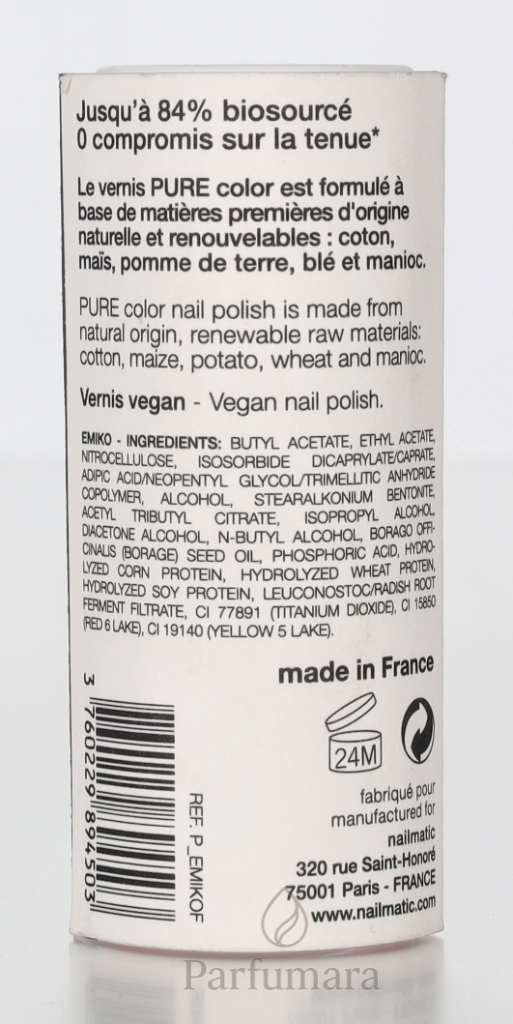 Jusqu'à 84% biosourcé
0 compromis sur la tenue*
Le vernis PURE color est formulé à
base de matières premières d'origine
naturelle et renouvelables : coton,
maïs, pomme de terre, blé et manioc.
PURE color nail polish is made from
natural origin, renewable raw materials:
cotton, maize, potato, wheat and manioc.
Vernis vegan - Vegan nail polish.
EMIKO - INGREDIENTS: BUTYL ACETATE, ETHYL ACETATE,
NITROCELLULOSE, ISOSORBIDE DICAPRYLATE/CAPRATE,
ADIPIC ACID/NEOPENTYL GLYCOL/TRIMELLITIC ANHYDRIDE
COPOLYMER, ALCOHOL, STEARALKONIUM BENTONITE,
ACETYL TRIBUTYL CITRATE, ISOPROPYL ALCOHOL,
DIACETONE ALCOHOL, N-BUTYL ALCOHOL, BORAGO OFFI-
CINALIS (BORAGE) SEED OIL, PHOSPHORIC ACID, HYDRO-
LYZED CORN PROTEIN, HYDROLYZED WHEAT PROTEIN,
HYDROLYZED SOY PROTEIN, LEUCONOSTOC/RADISH ROOT
FERMENT FILTRATE, CI 77891 (TITANIUM DIOXIDE), CI 15850
(RED 6 LAKE), CI 19140 (YELLOW 5 LAKE).
made in France
24M
3 760229 894503
REF. P_EMIKOF
fabriqué pour
manufactured for
nailmatic
320 rue Saint-Honoré
75001 Paris - FRANCE
www.nailmatic.com
Parfumara